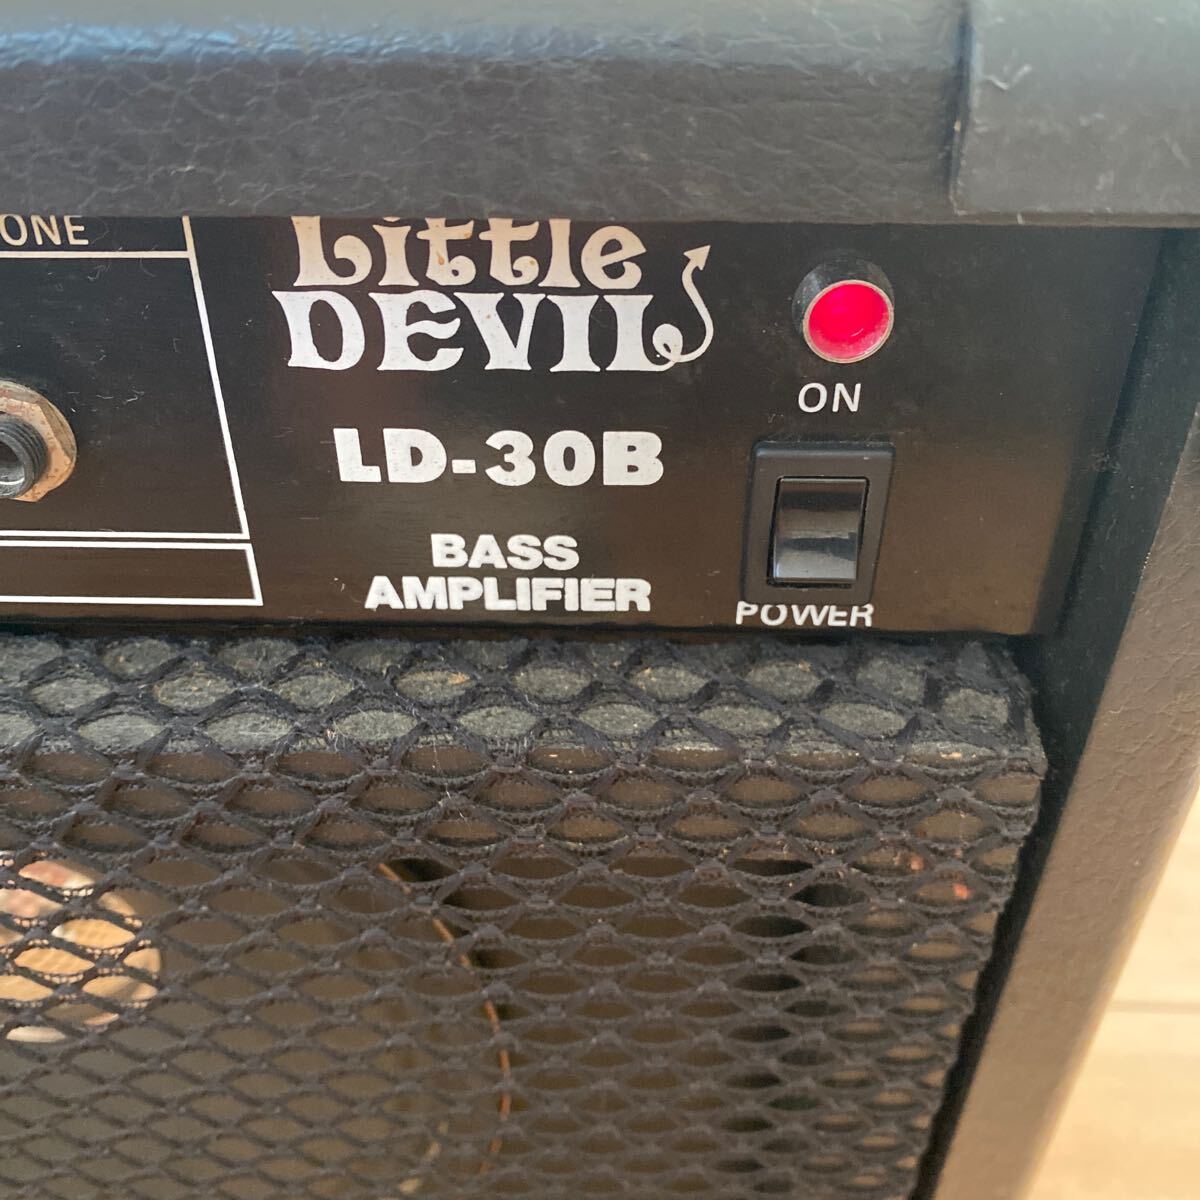 ONE
Little
DEVIL
ON
LD-30B
BASS
AMPLIFIER
POWER